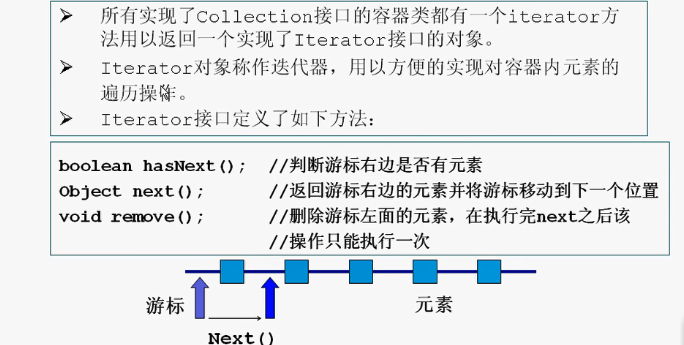 ➢ 所有实现了Collection接口的容器类都有一个iterator方
法用以返回一个实现了Iterator接口的对象。
➢ Iterator对象称作迭代器，用以方便的实现对容器内元素的
遍历操作。
➢ Iterator接口定义了如下方法：
boolean hasNext();  //判断游标右边是否有元素
Object next();  //返回游标右边的元素并将游标移动到下一个位置
void remove();  //删除游标左面的元素，在执行完next之后该
//操作只能执行一次
游标
元素
Next()